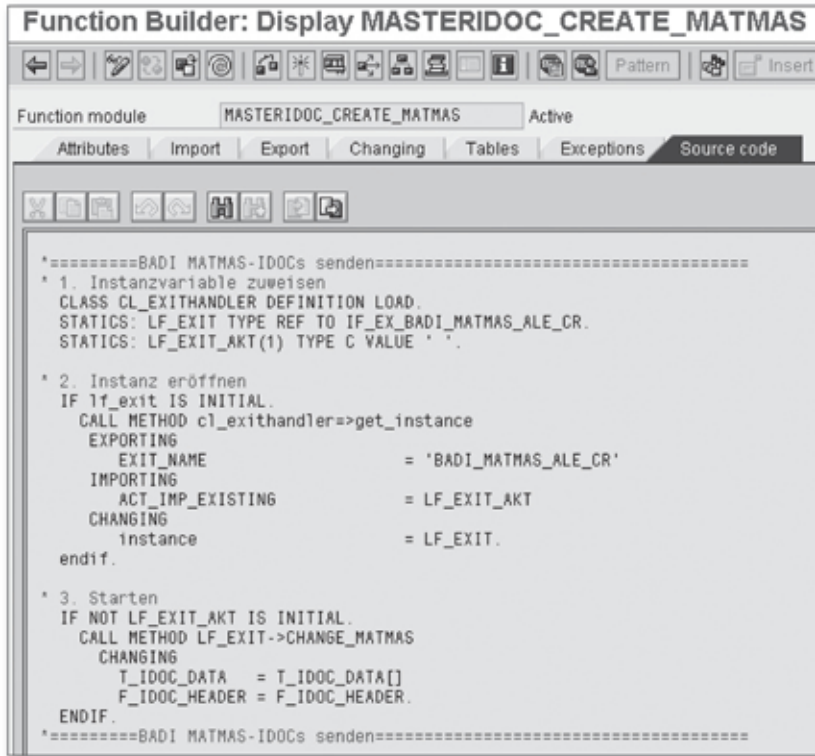 Function Builder: Display MASTERIDOC_CREATE_MATMAS
Pattern Insert
Function module MASTERIDOC_CREATE_MATMAS Active
Attributes Import Export Changing Tables Exceptions Source code
*=========BADI MATMAS-IDOCs senden======================================
* 1. Instanzvariable zuweisen
CLASS CL_EXITHANDLER DEFINITION LOAD.
STATICS: LF_EXIT TYPE REF TO IF_EX_BADI_MATMAS_ALE_CR.
STATICS: LF_EXIT_AKT(1) TYPE C VALUE ' '.
* 2. Instanz eröffnen
IF lf_exit IS INITIAL.
CALL METHOD cl_exithandler=>get_instance
EXPORTING
EXIT_NAME = 'BADI_MATMAS_ALE_CR'
IMPORTING
ACT_IMP_EXISTING = LF_EXIT_AKT
CHANGING
instance = LF_EXIT.
endif.
* 3. Starten
IF NOT LF_EXIT_AKT IS INITIAL.
CALL METHOD LF_EXIT->CHANGE_MATMAS
CHANGING
T_IDOC_DATA = T_IDOC_DATA[]
F_IDOC_HEADER = F_IDOC_HEADER.
ENDIF.
*=========BADI MATMAS-IDOCs senden======================================